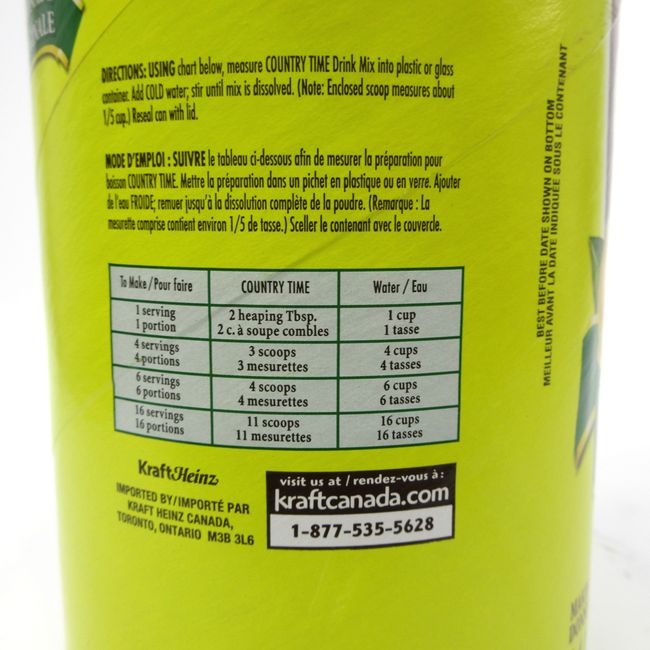 DIRECTIONS: USING chart below, measure COUNTRY TIME Drink Mix into plastic or glass
container. Add COLD water; stir until mix is dissolved. (Note: Enclosed scoop measures about
1/5 cup.) Reseal can with lid.
MODE D'EMPLOI : SUIVRE le tableau ci-dessous afin de mesurer la préparation pour
boisson COUNTRY TIME. Mettre la préparation dans un pichet en plastique ou en verre. Ajouter
de l'eau FROIDE; remuer jusqu'à la dissolution complète de la poudre. (Remarque : La
mesurette comprise contient environ 1/5 de tasse.) Sceller le contenant avec le couvercle.
To Make / Pour faire COUNTRY TIME Water / Eau
1 serving 2 heaping Tbsp. 1 cup
1 portion 2 c. à soupe combles 1 tasse
4 servings 3 scoops 4 cups
4 portions 3 mesurettes 4 tasses
6 servings 4 scoops 6 cups
6 portions 4 mesurettes 6 tasses
16 servings 11 scoops 16 cups
16 portions 11 mesurettes 16 tasses
KraftHeinz
IMPORTED BY/IMPORTÉ PAR
KRAFT HEINZ CANADA,
TORONTO, ONTARIO M3B 3L6
visit us at / rendez-vous à :
kraftcanada.com
1-877-535-5628
BEST BEFORE DATE SHOWN ON BOTTOM
MEILLEUR AVANT LA DATE INDIQUÉE SOUS LE CONTENANT